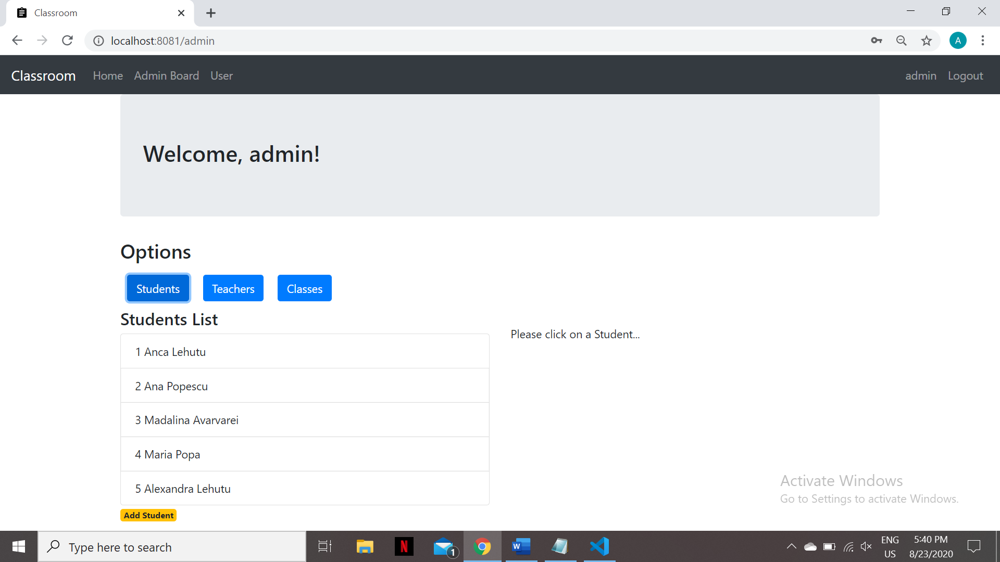 Classroom
localhost:8081/admin
A
Classroom Home Admin Board User admin Logout
Welcome, admin!
Options
Students Teachers Classes
Students List
Please click on a Student...
1 Anca Lehutu
2 Ana Popescu
3 Madalina Avarvarei
4 Maria Popa
5 Alexandra Lehutu
Add Student
Activate Windows
Go to Settings to activate Windows.
Type here to search
N
1
W
ENG
US
5:40 PM
8/23/2020